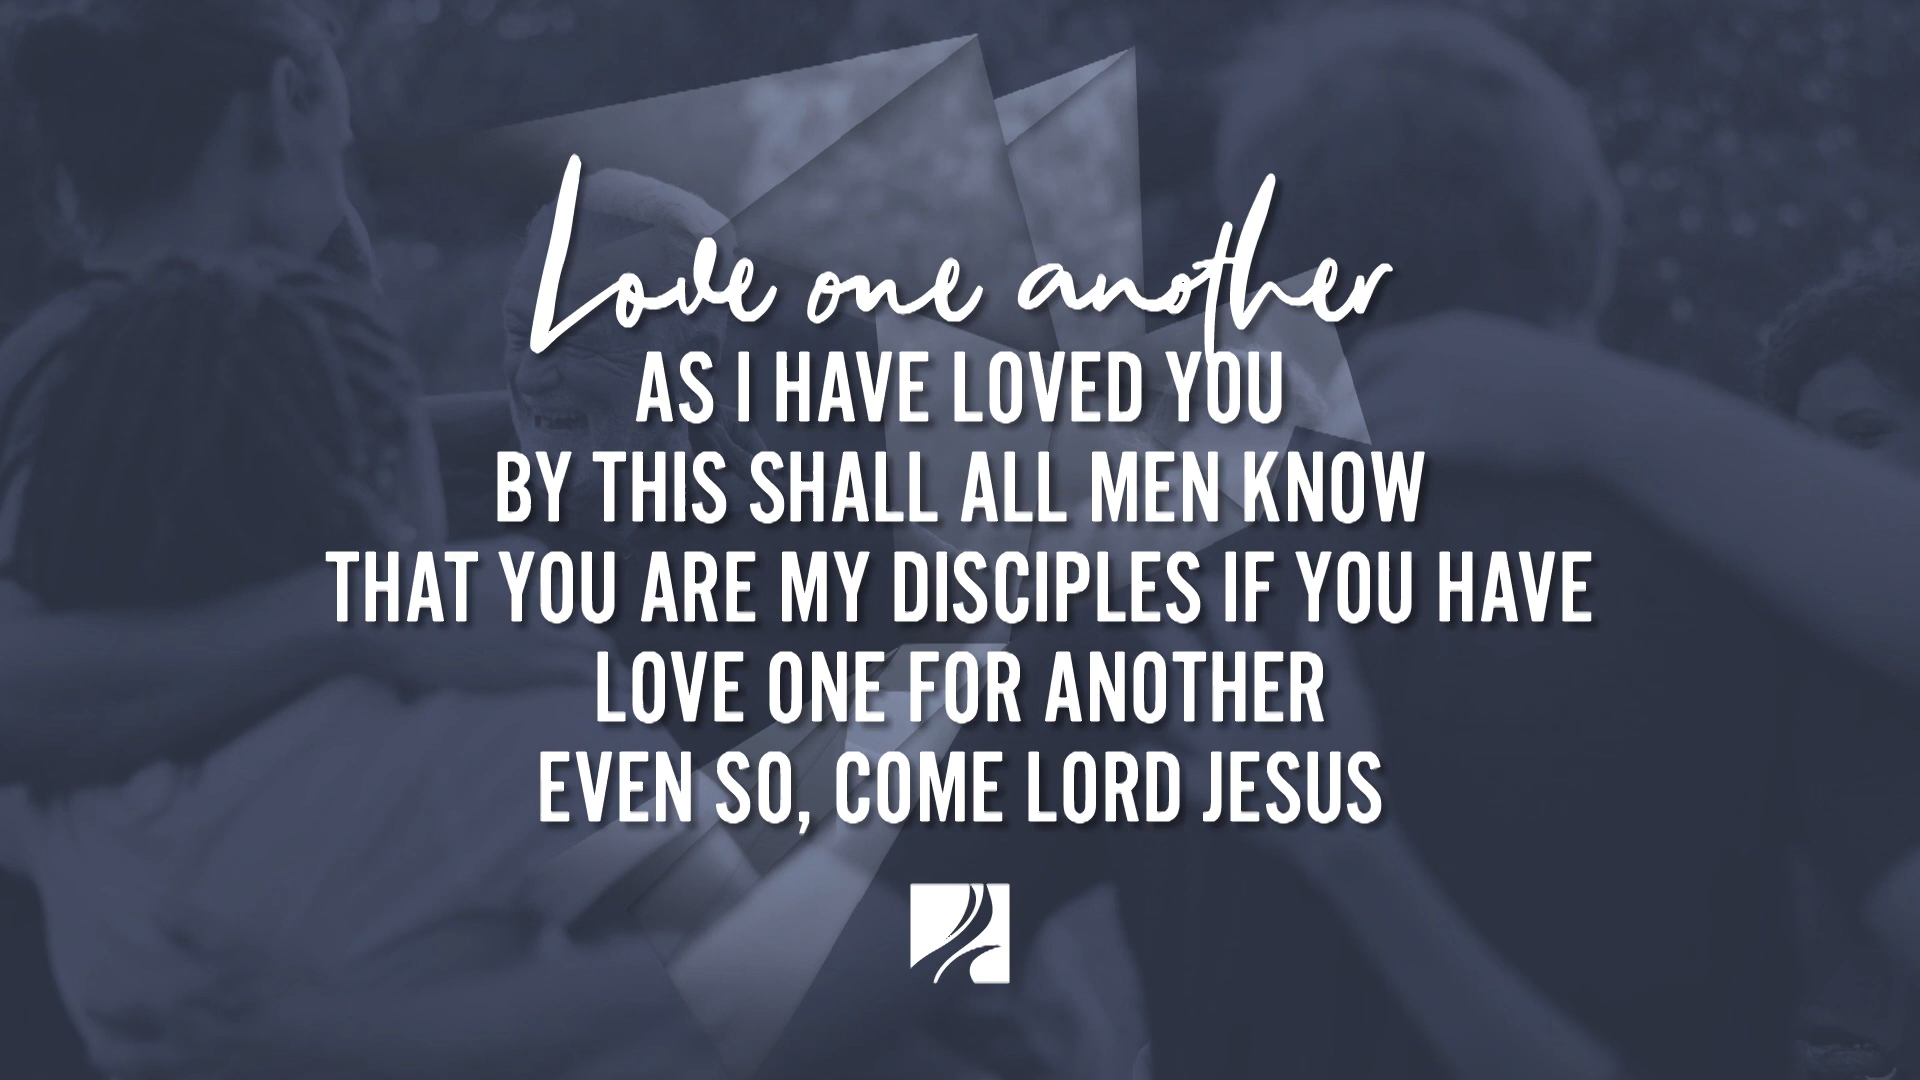 Love one another
AS I HAVE LOVED YOU
BY THIS SHALL ALL MEN KNOW
THAT YOU ARE MY DISCIPLES IF YOU HAVE
LOVE ONE FOR ANOTHER
EVEN SO, COME LORD JESUS